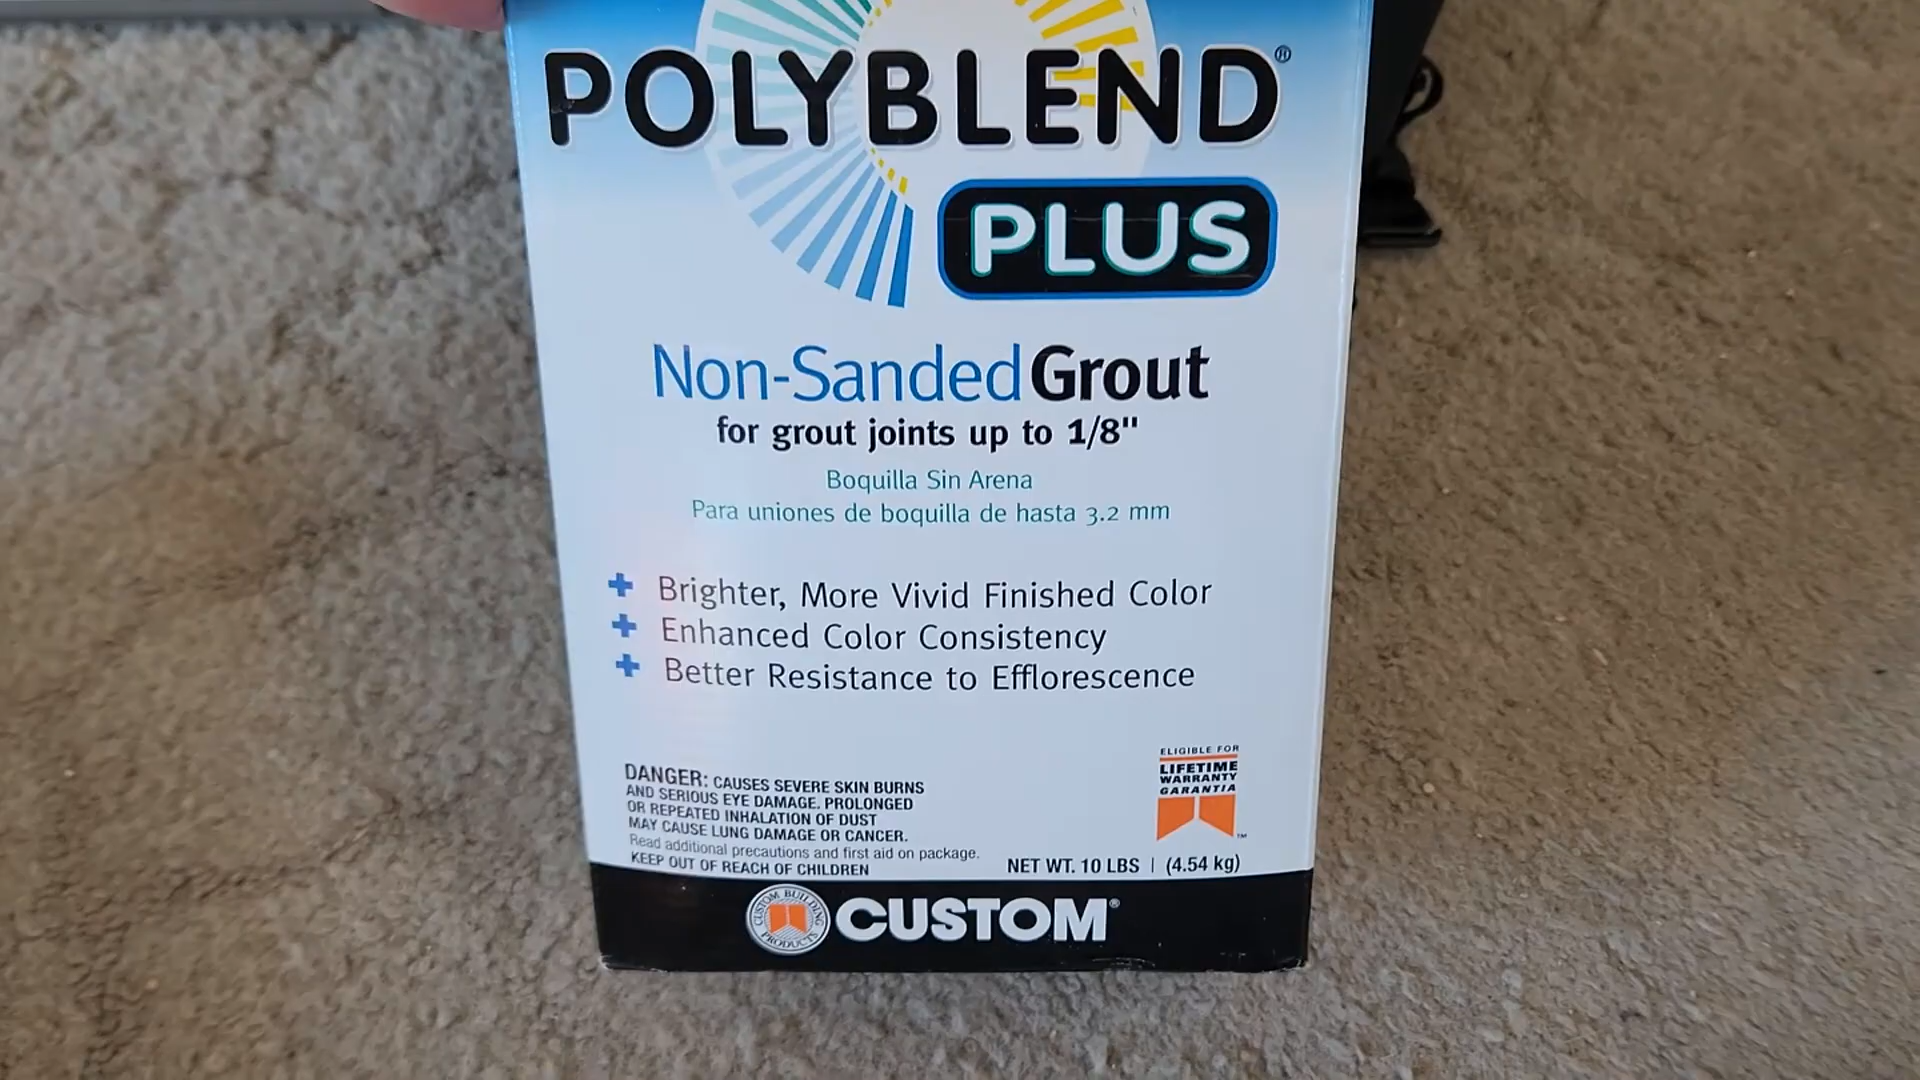 POLYBLEND®
PLUS
Non-Sanded Grout
for grout joints up to 1/8"
Boquilla Sin Arena
Para uniones de boquilla de hasta 3.2 mm
+ Brighter, More Vivid Finished Color
+ Enhanced Color Consistency
+ Better Resistance to Efflorescence
DANGER: CAUSES SEVERE SKIN BURNS
AND SERIOUS EYE DAMAGE. PROLONGED
OR REPEATED INHALATION OF DUST
MAY CAUSE LUNG DAMAGE OR CANCER.
Read additional precautions and first aid on package.
KEEP OUT OF REACH OF CHILDREN
ELIGIBLE FOR
LIFETIME
WARRANTY
GARANTIA
™
NET WT. 10 LBS | (4.54 kg)
CUSTOM BUILDING
PRODUCTS
CUSTOM®